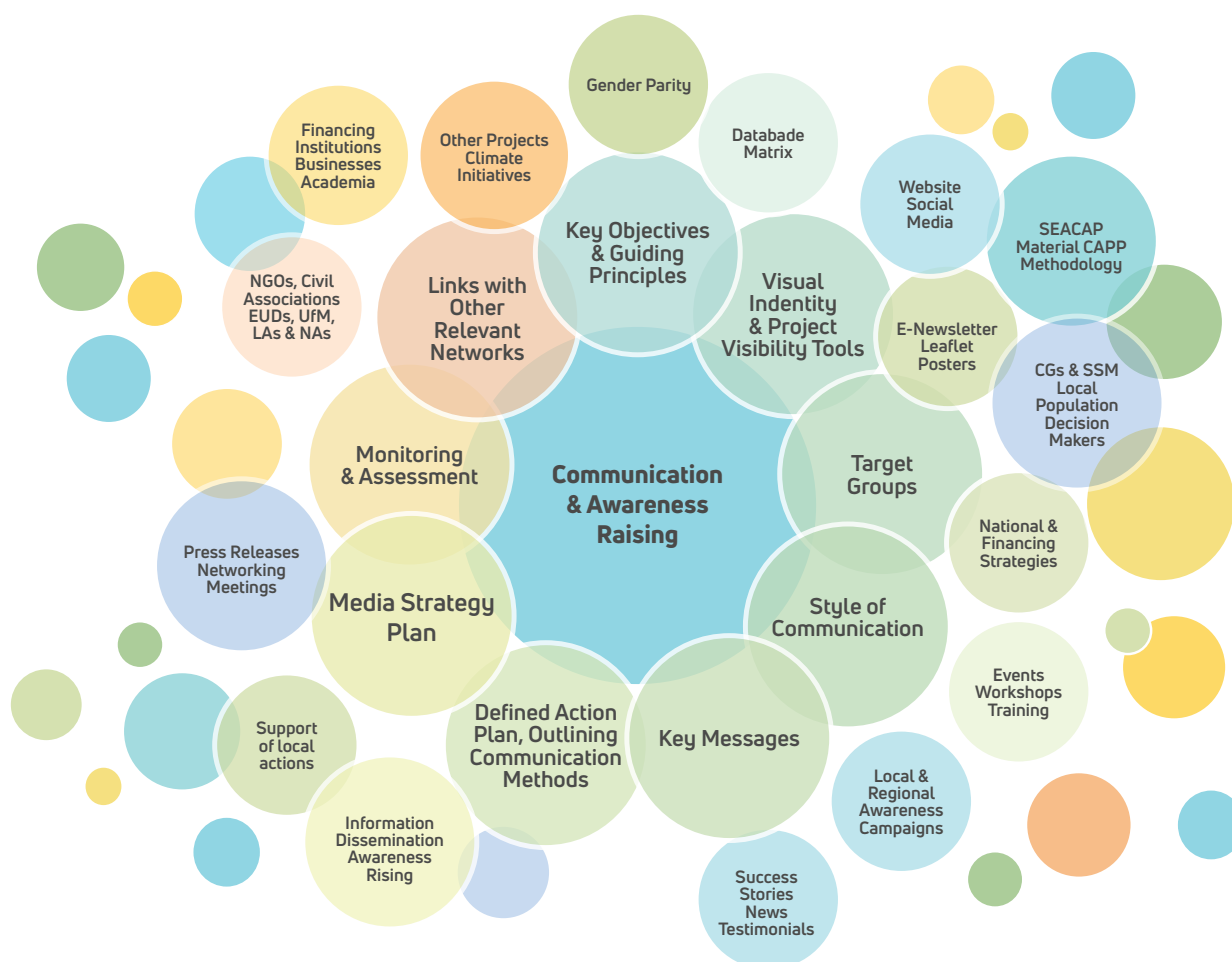 Gender Parity
Financing
Institutions
Businesses
Academia
Other Projects
Climate
Initiatives
Databade
Matrix
Website
Social
Media
SEACAP
Material CAPP
Methodology
Key Objectives
& Guiding
Principles
NGOs, Civil
Associations
EUDs, UfM,
LAs & NAs
Links with
Other
Relevant
Networks
Visual
Indentity
& Project
Visibility Tools
E-Newsletter
Leaflet
Posters
CGs & SSM
Local
Population
Decision
Makers
Monitoring
& Assessment
Communication
& Awareness
Raising
Target
Groups
National &
Financing
Strategies
Press Releases
Networking
Meetings
Media Strategy
Plan
Style of
Communication
Events
Workshops
Training
Support
of local
actions
Defined Action
Plan, Outlining
Communication
Methods
Key Messages
Local &
Regional
Awareness
Campaigns
Information
Dissemination
Awareness
Rising
Success
Stories
News
Testimonials